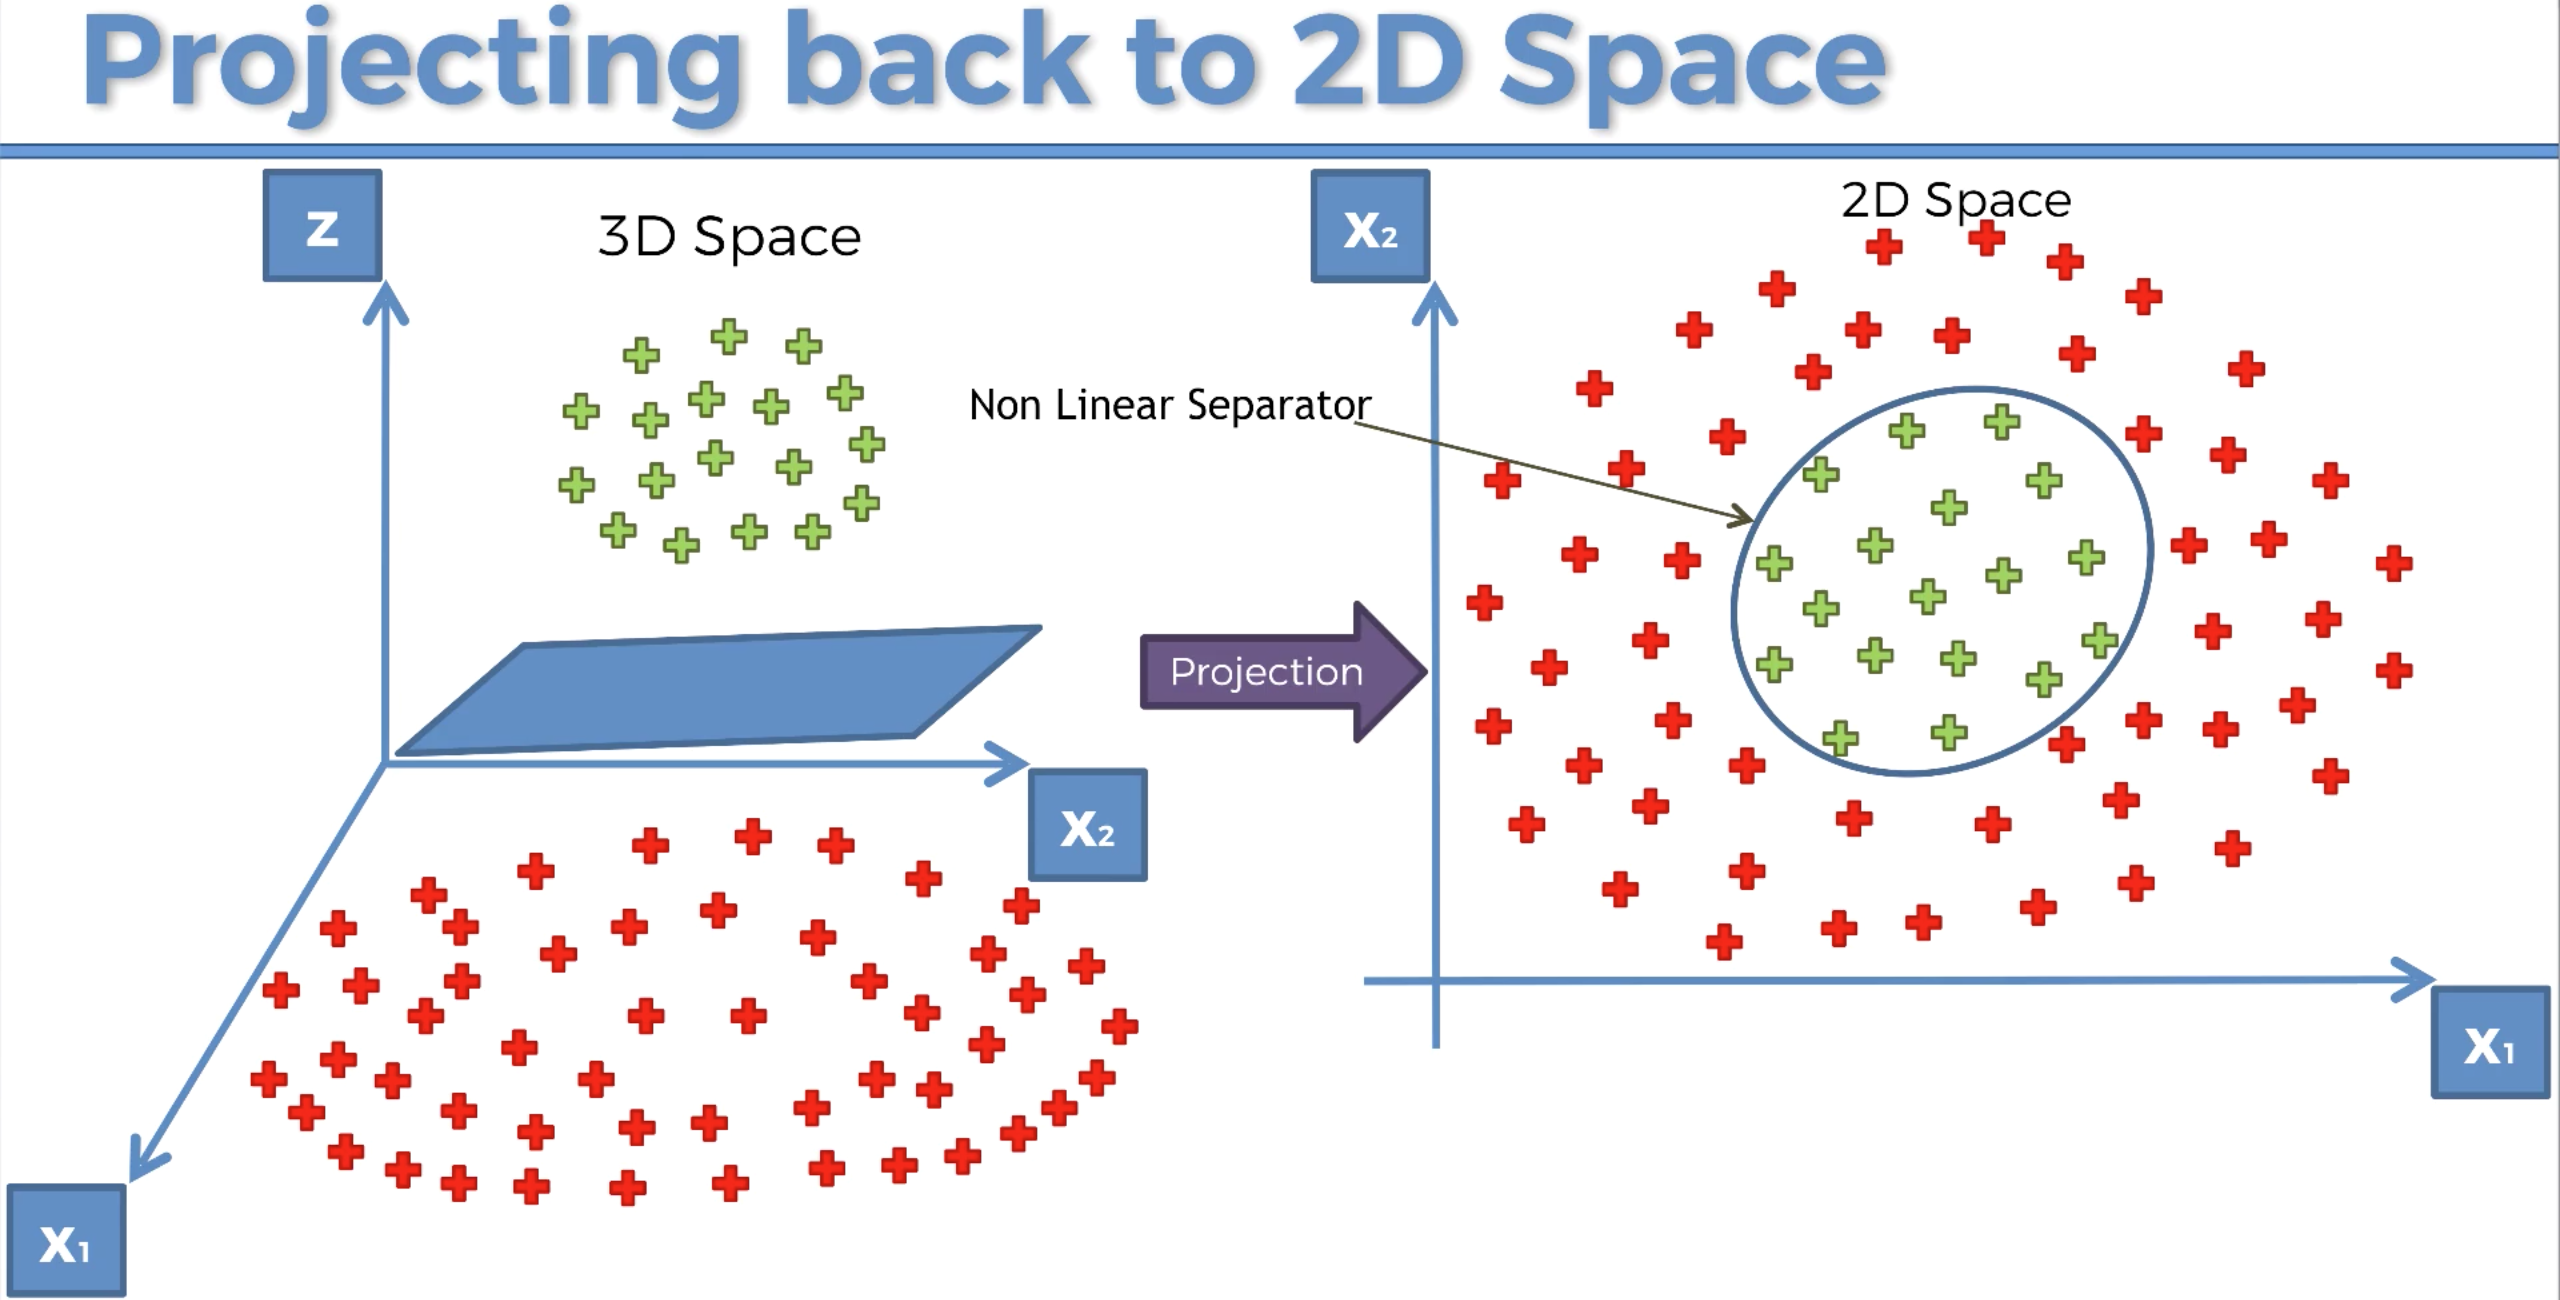 Projecting back to 2D Space
z
3D Space
x₂
2D Space
Non Linear Separator
Projection
x₂
x₁
x₁